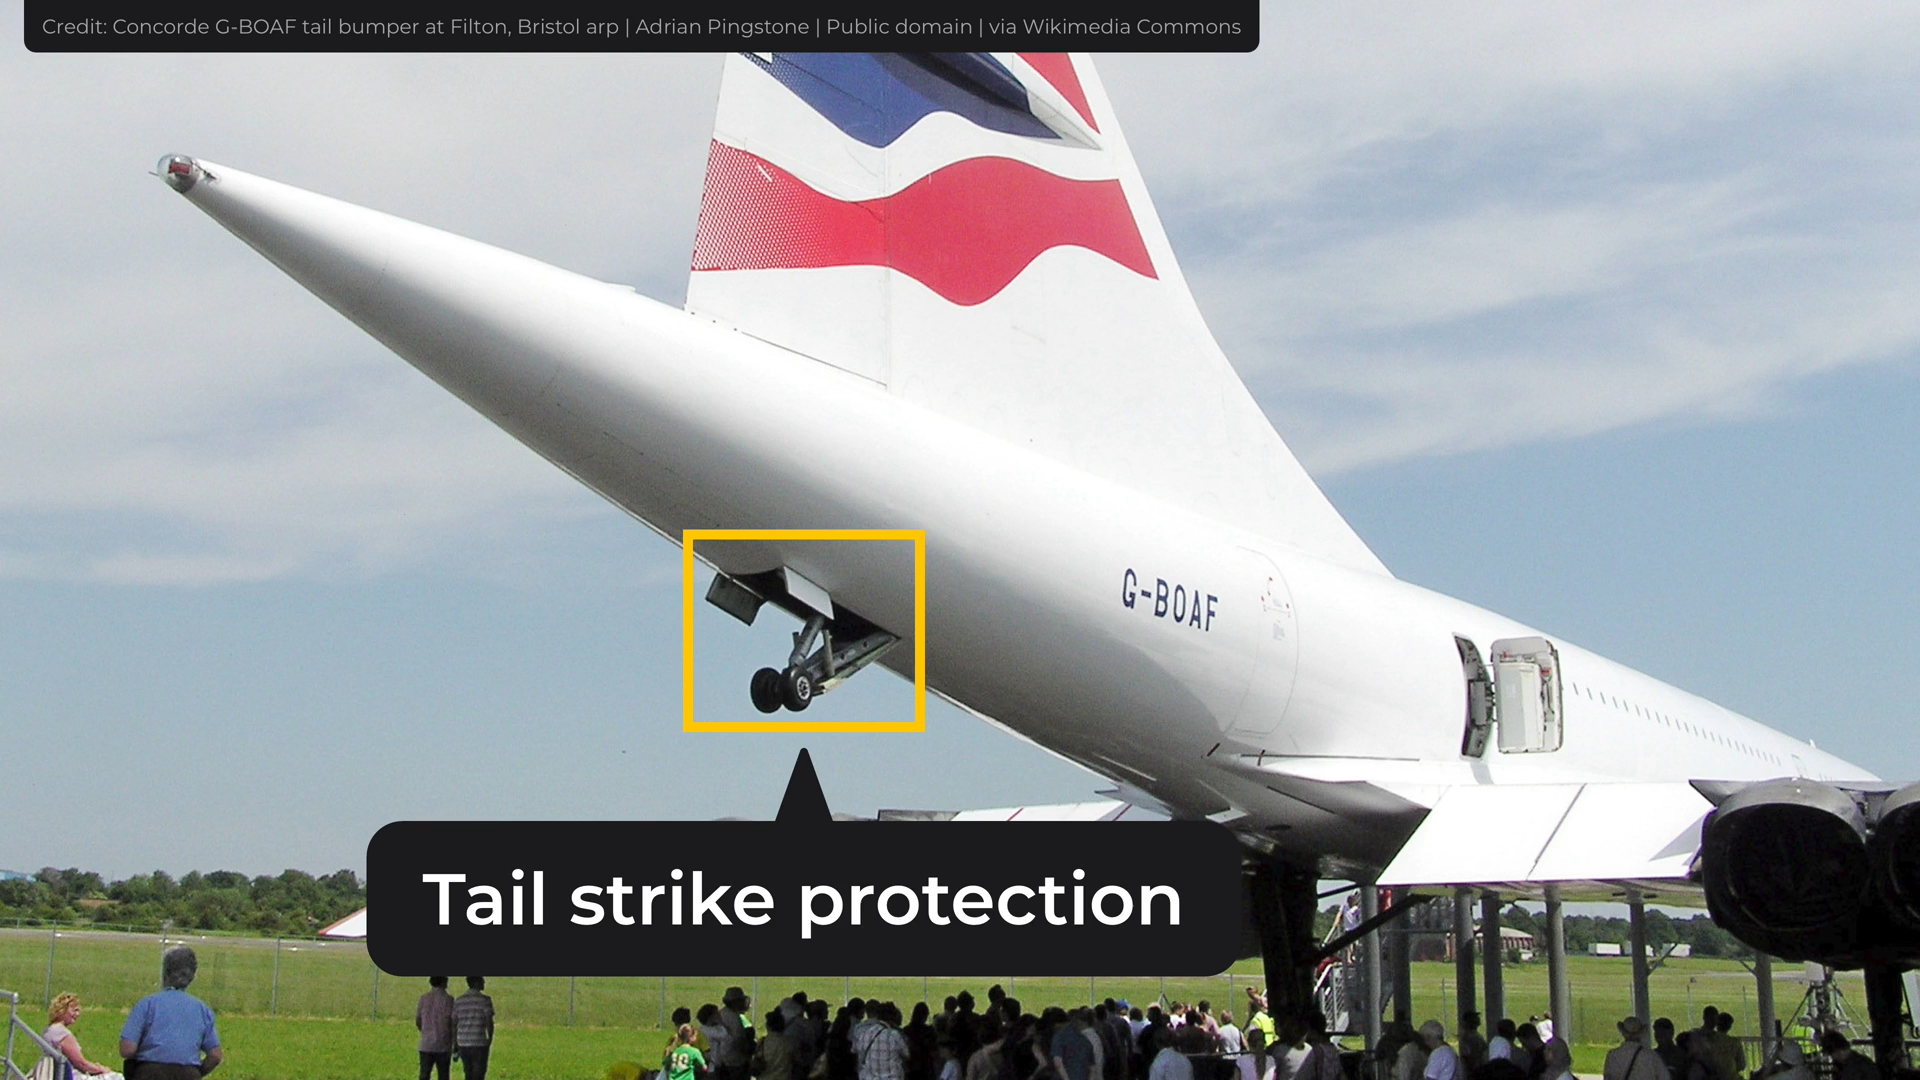 Credit: Concorde G-BOAF tail bumper at Filton, Bristol arp | Adrian Pingstone | Public domain | via Wikimedia Commons
G-BOAF
Tail strike protection